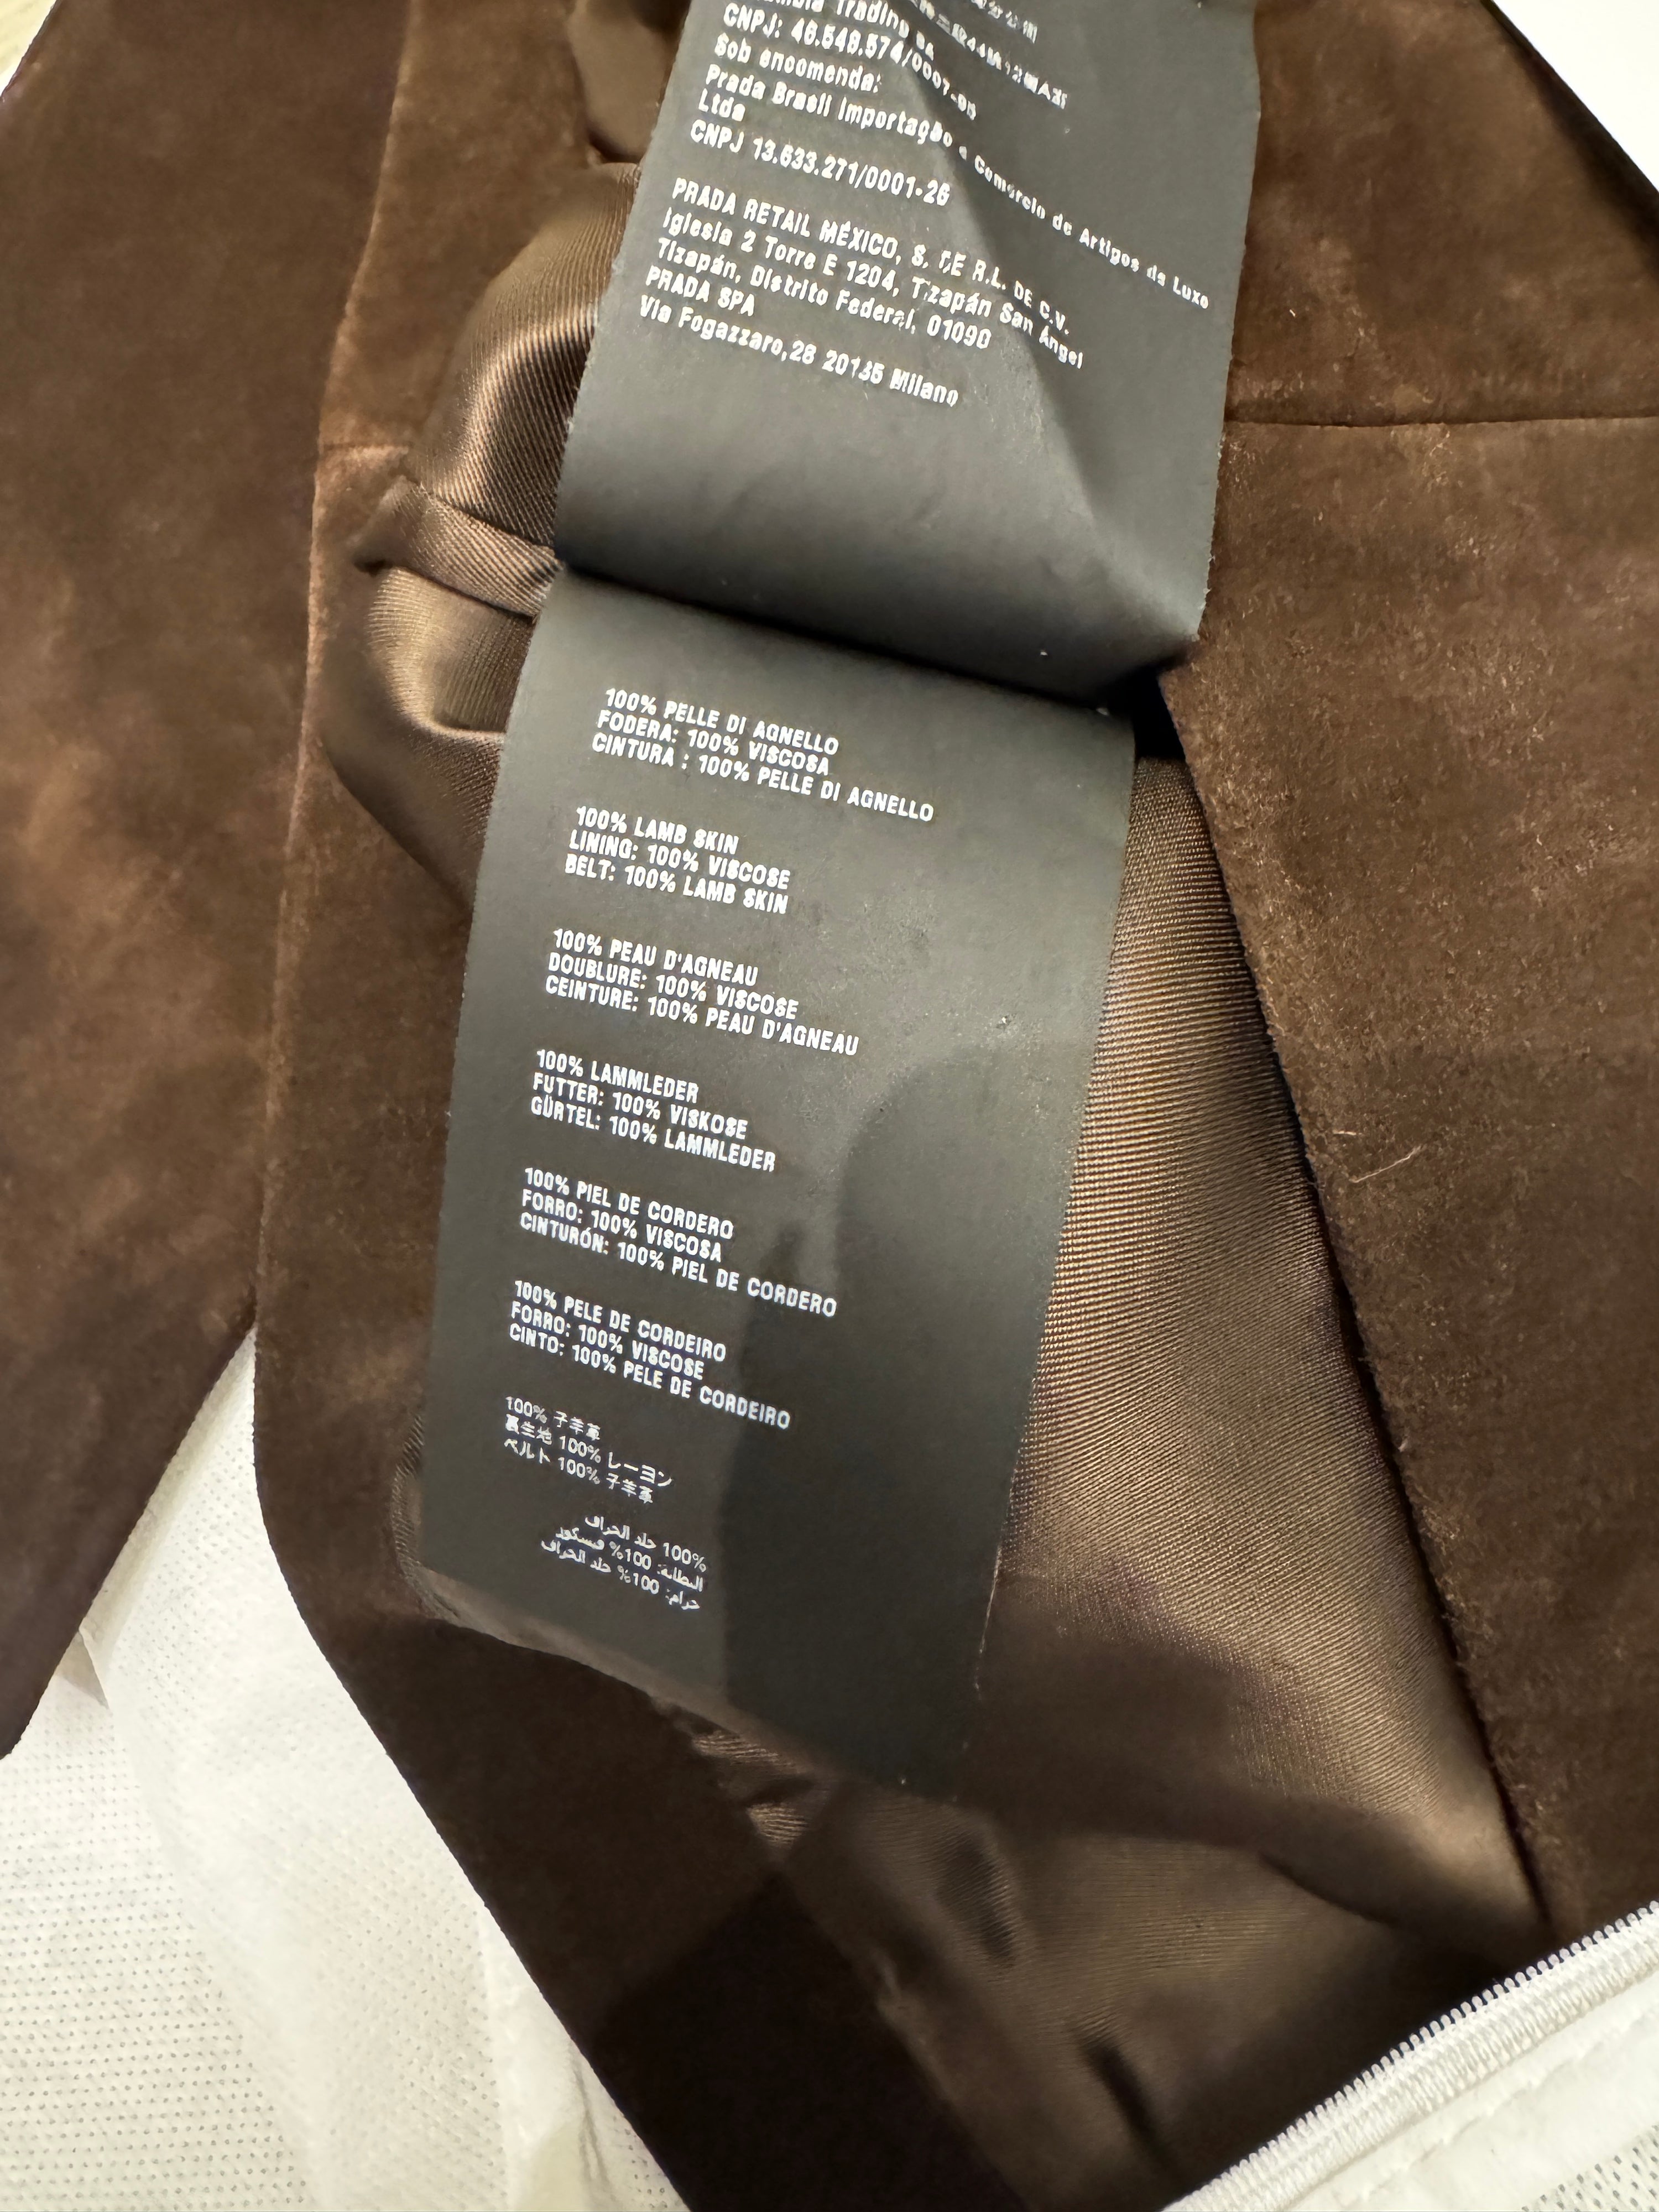 Trading SA
CNPJ: 46.548.574/0007-
Sob encomenda:
Prada Brasil Importação e Comércio de Artigos de Luxo
Ltda
CNPJ 13.633.271/0001-26
PRADA RETAIL MÉXICO, S. DE R.L. DE C.V.
Iglesia 2 Torre E 1204, Tizapán San Ángel
Tizapán, Distrito Federal, 01090
PRADA SPA
Via Fogazzaro,28 20135 Milano
100% PELLE DI AGNELLO
FODERA: 100% VISCOSA
CINTURA : 100% PELLE DI AGNELLO
100% LAMB SKIN
LINING: 100% VISCOSE
BELT: 100% LAMB SKIN
100% PEAU D'AGNEAU
DOUBLURE: 100% VISCOSE
CEINTURE: 100% PEAU D'AGNEAU
100% LAMMLEDER
FUTTER: 100% VISKOSE
GÜRTEL: 100% LAMMLEDER
100% PIEL DE CORDERO
FORRO: 100% VISCOSA
CINTURÓN: 100% PIEL DE CORDERO
100% PELE DE CORDEIRO
FORRO: 100% VISCOSE
CINTO: 100% PELE DE CORDEIRO
100% 子羊革
裏生地 100% レーヨン
ベルト 100% 子羊革
100% جلد الخراف
البطانة: 100% فيسكوز
حزام: 100% جلد الخراف